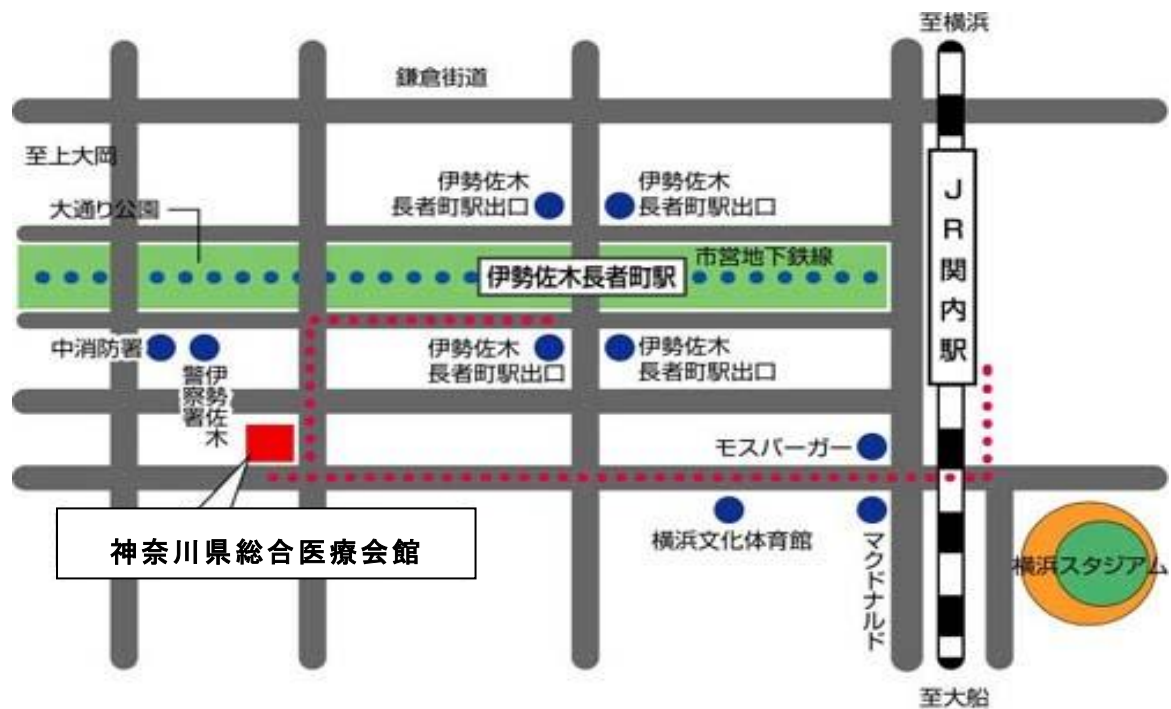 至横浜
鎌倉街道
至上大岡
伊勢佐木
長者町駅出口
伊勢佐木
長者町駅出口
大通り公園
市営地下鉄線
伊勢佐木長者町駅
JR関内駅
中消防署
伊勢佐木
警察署
伊勢佐木
長者町駅出口
伊勢佐木
長者町駅出口
モスバーガー
神奈川県総合医療会館
横浜文化体育館
マクドナルド
横浜スタジアム
至大船